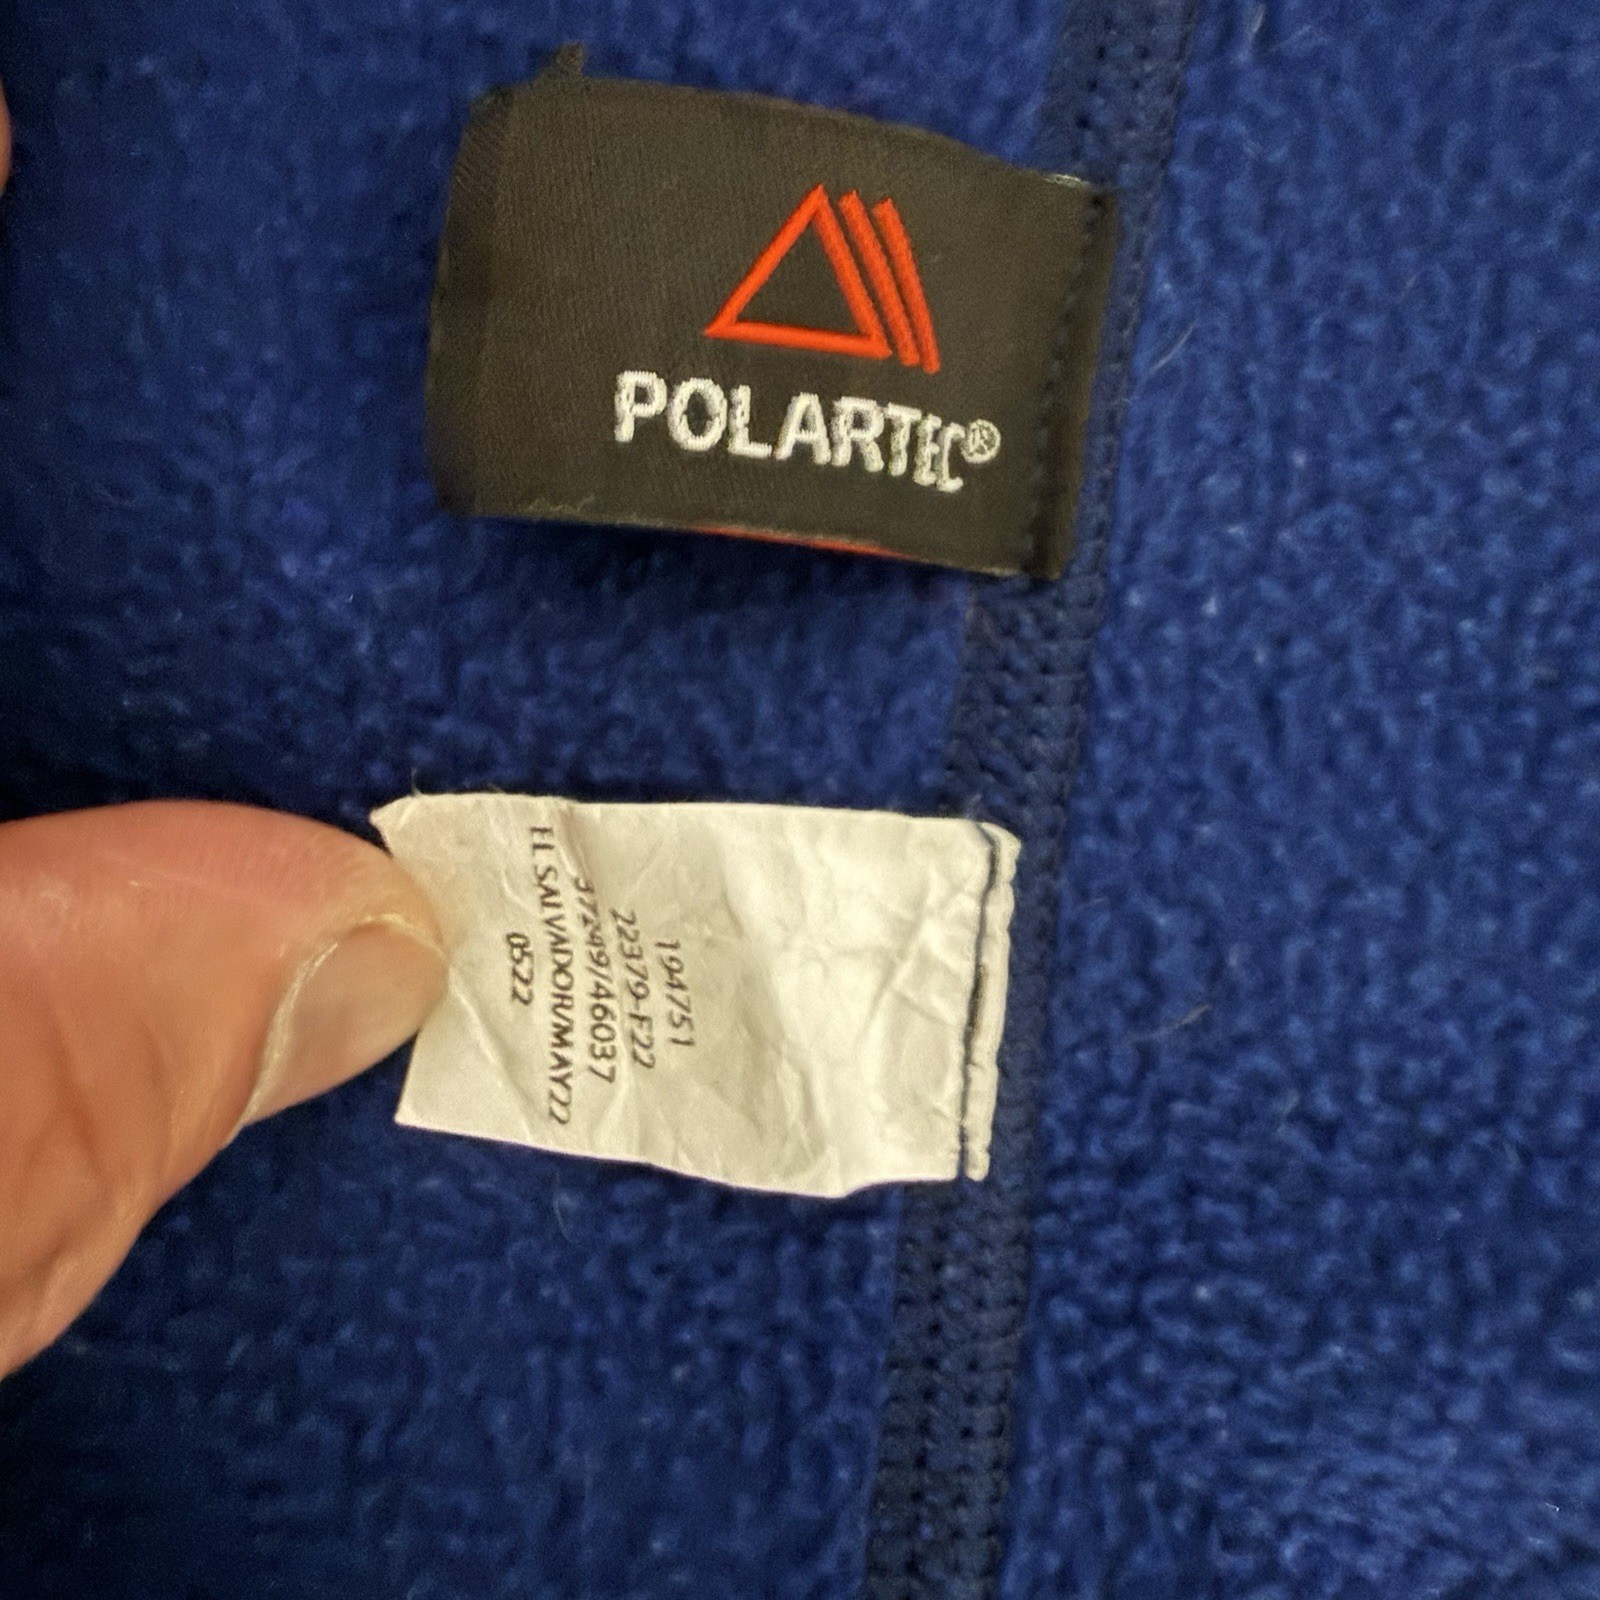 POLARTEC®
194751
22379-F22
37249/46037
EL SALVADOR/MAY22
0522